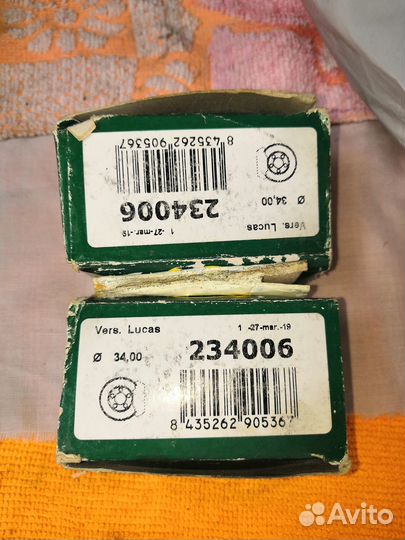 8 435262 905367
234006
Ø 34,00
1 -27-mar.-19
Vers. Lucas
Vers. Lucas
1 -27-mar.-19
Ø 34,00
234006
8 435262 905367
Avito